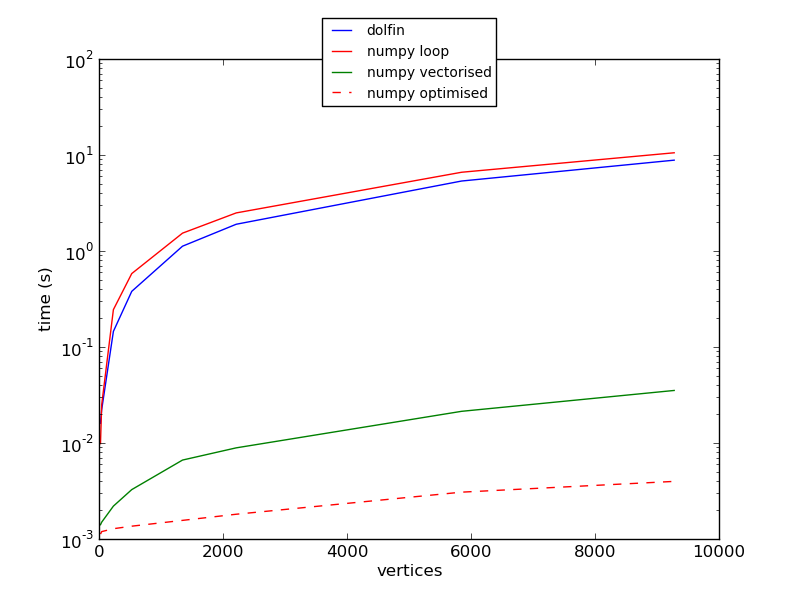 dolfin
numpy loop
numpy vectorised
numpy optimised
10^2
10^1
10^0
10^-1
10^-2
10^-3
time (s)
0 2000 4000 6000 8000 10000
vertices